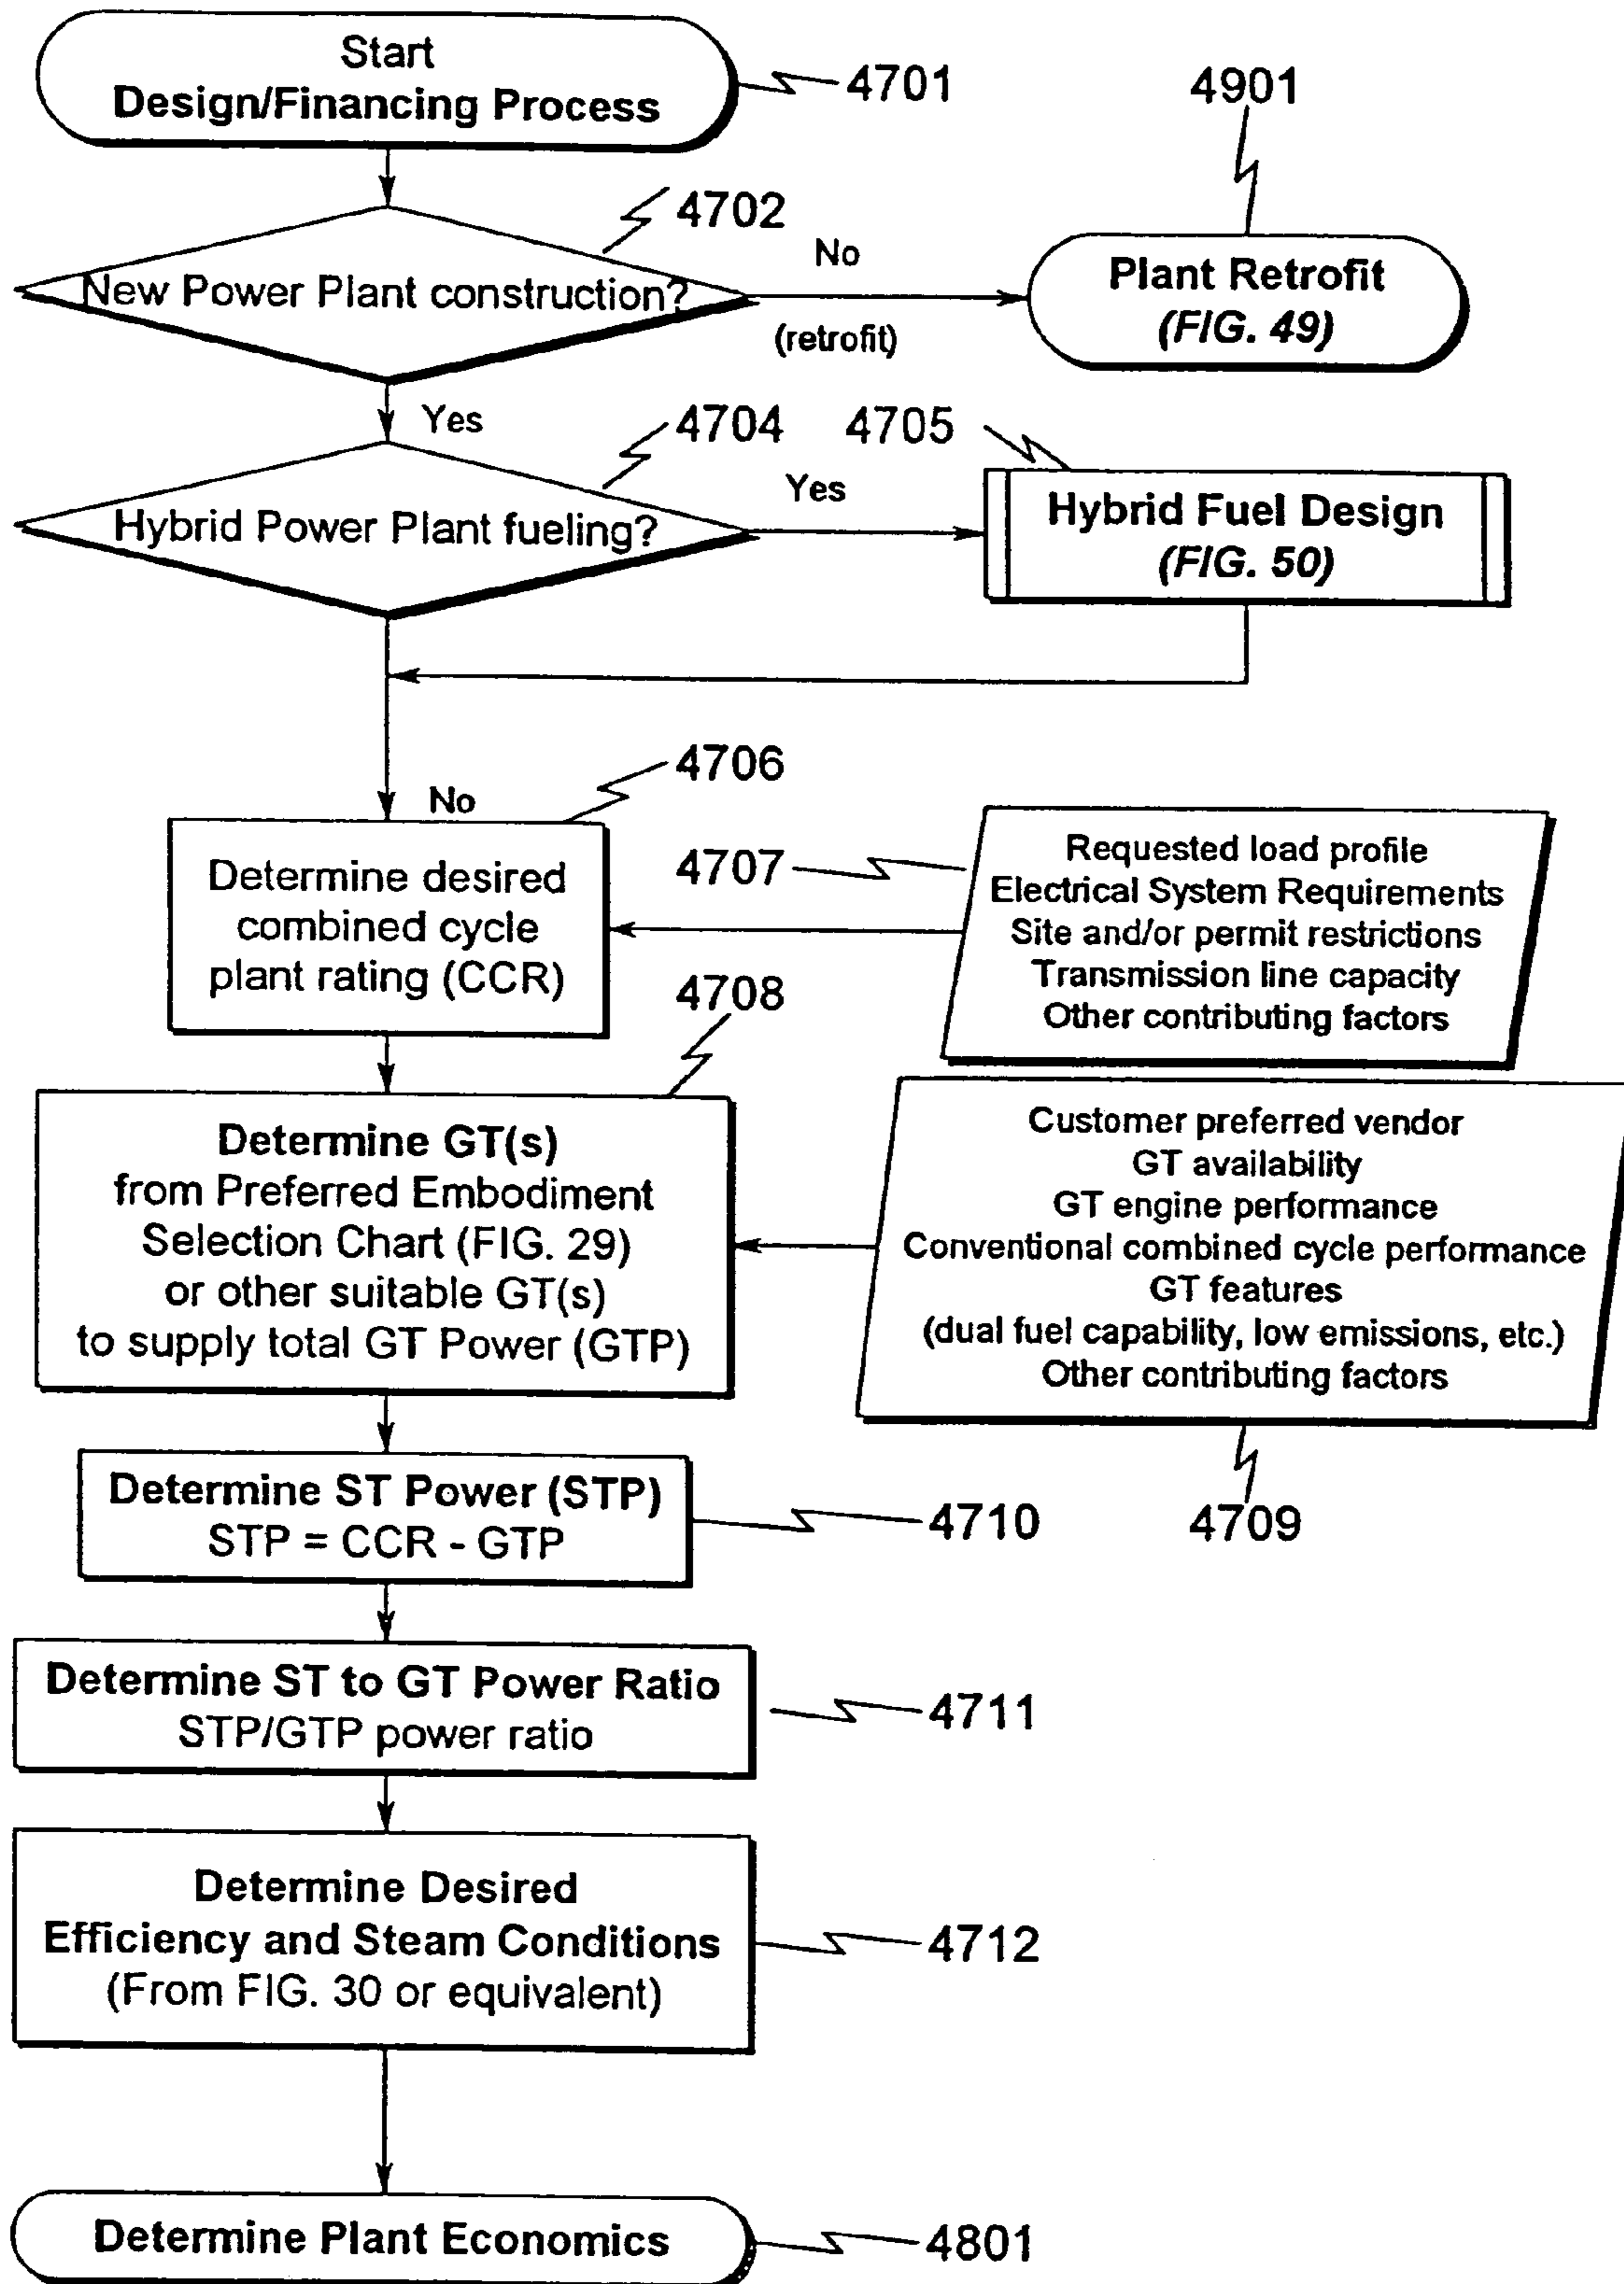 Start
Design/Financing Process
4701
4901
4702
New Power Plant construction?
No
(retrofit)
Plant Retrofit
(FIG. 49)
Yes
4704
4705
Hybrid Power Plant fueling?
Yes
Hybrid Fuel Design
(FIG. 50)
No
4706
Determine desired
combined cycle
plant rating (CCR)
4707
Requested load profile
Electrical System Requirements
Site and/or permit restrictions
Transmission line capacity
Other contributing factors
4708
Determine GT(s)
from Preferred Embodiment
Selection Chart (FIG. 29)
or other suitable GT(s)
to supply total GT Power (GTP)
Customer preferred vendor
GT availability
GT engine performance
Conventional combined cycle performance
GT features
(dual fuel capability, low emissions, etc.)
Other contributing factors
4709
Determine ST Power (STP)
STP = CCR - GTP
4710
Determine ST to GT Power Ratio
STP/GTP power ratio
4711
Determine Desired
Efficiency and Steam Conditions
(From FIG. 30 or equivalent)
4712
Determine Plant Economics
4801